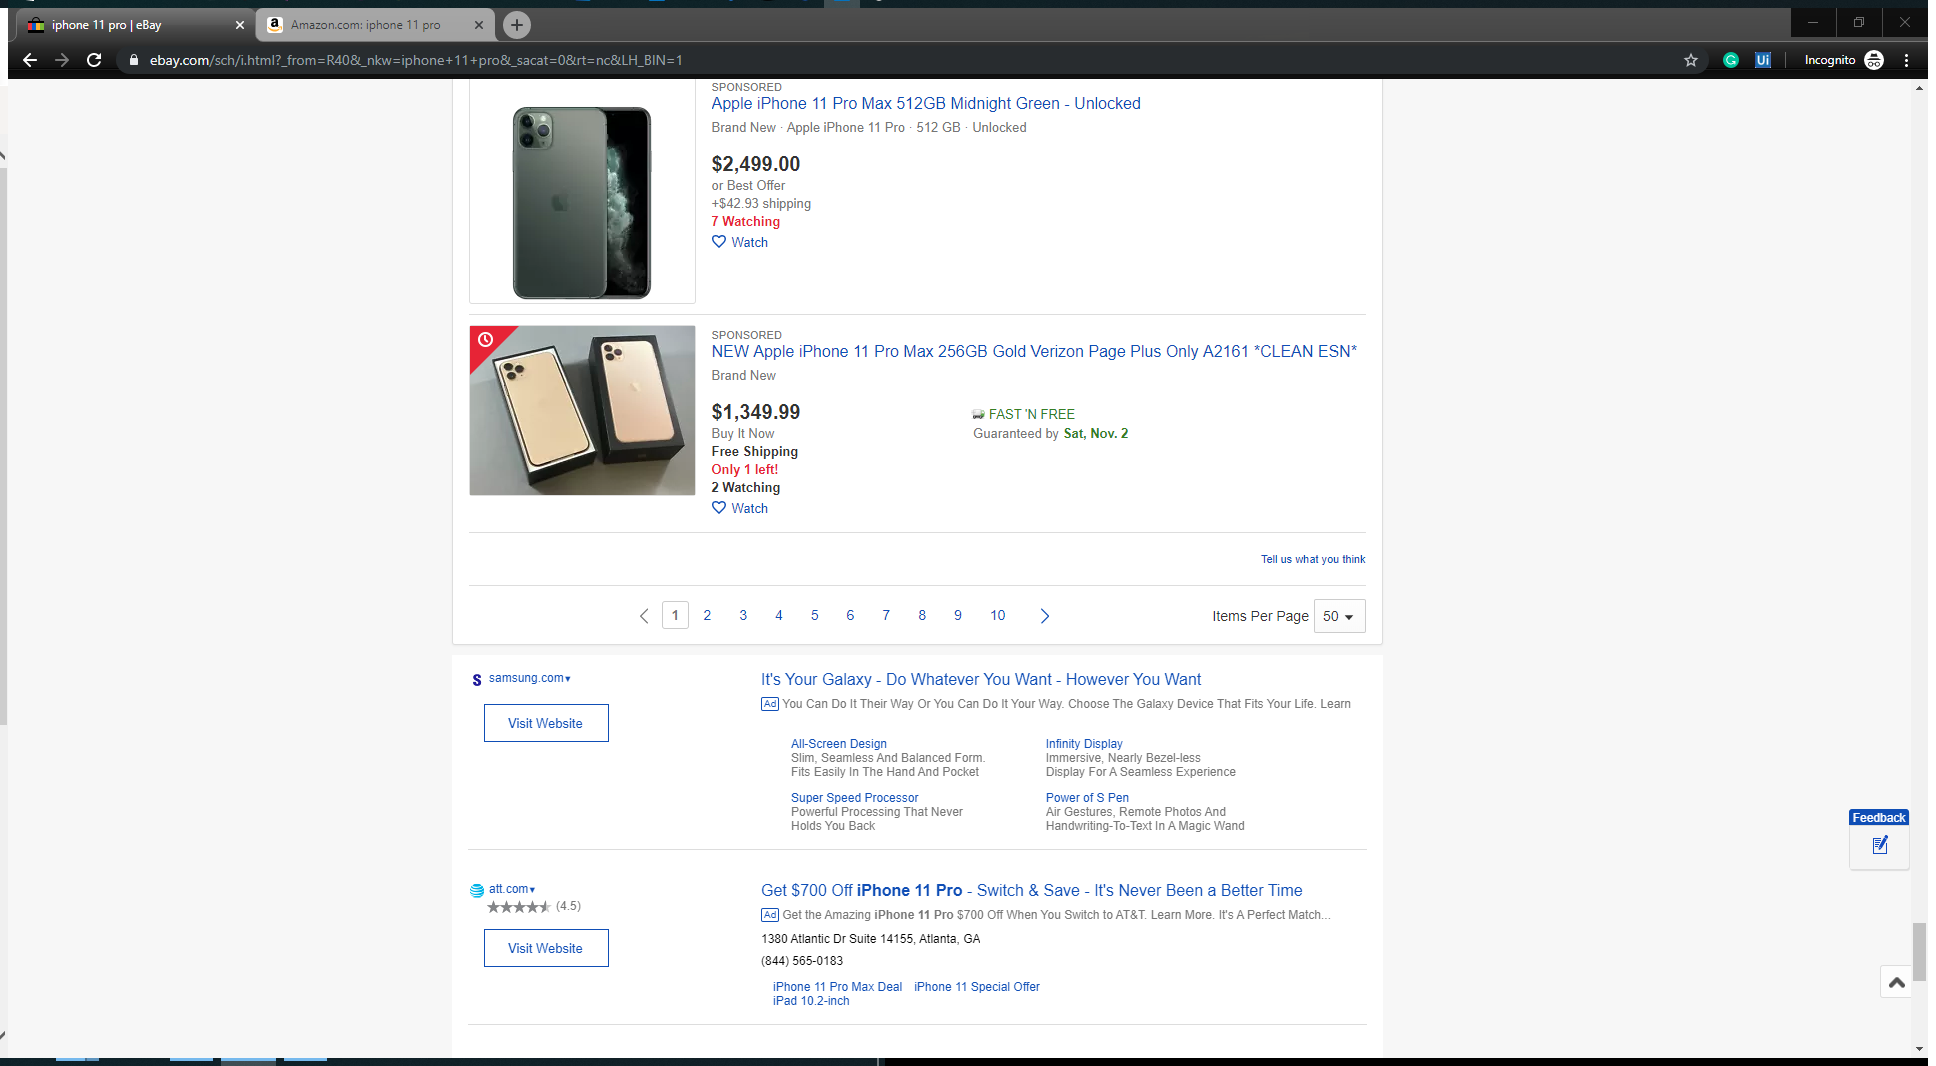 iphone 11 pro | eBay
Amazon.com: iphone 11 pro
ebay.com/sch/i.html?_from=R40&_nkw=iphone+11+pro&_sacat=0&rt=nc&LH_BIN=1
Ui
Incognito
SPONSORED
Apple iPhone 11 Pro Max 512GB Midnight Green - Unlocked
Brand New · Apple iPhone 11 Pro · 512 GB · Unlocked
$2,499.00
or Best Offer
+$42.93 shipping
7 Watching
Watch
SPONSORED
NEW Apple iPhone 11 Pro Max 256GB Gold Verizon Page Plus Only A2161 *CLEAN ESN*
Brand New
$1,349.99
FAST 'N FREE
Buy It Now
Guaranteed by Sat, Nov. 2
Free Shipping
Only 1 left!
2 Watching
Watch
Tell us what you think
1 2 3 4 5 6 7 8 9 10
Items Per Page 50
S samsung.com
It's Your Galaxy - Do Whatever You Want - However You Want
Ad You Can Do It Their Way Or You Can Do It Your Way. Choose The Galaxy Device That Fits Your Life. Learn
Visit Website
All-Screen Design
Slim, Seamless And Balanced Form.
Fits Easily In The Hand And Pocket
Infinity Display
Immersive, Nearly Bezel-less
Display For A Seamless Experience
Super Speed Processor
Powerful Processing That Never
Holds You Back
Power of S Pen
Air Gestures, Remote Photos And
Handwriting-To-Text In A Magic Wand
Feedback
att.com
(4.5)
Visit Website
Get $700 Off iPhone 11 Pro - Switch & Save - It's Never Been a Better Time
Ad Get the Amazing iPhone 11 Pro $700 Off When You Switch to AT&T. Learn More. It's A Perfect Match...
1380 Atlantic Dr Suite 14155, Atlanta, GA
(844) 565-0183
iPhone 11 Pro Max Deal iPhone 11 Special Offer
iPad 10.2-inch